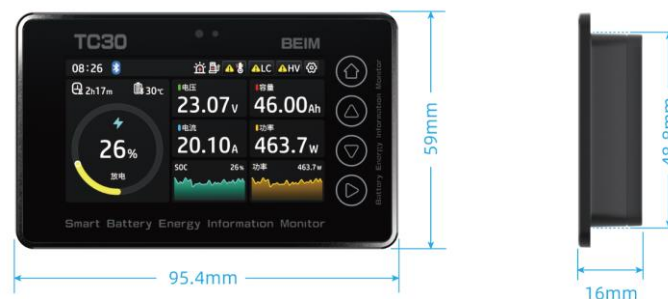 TC30
BEIM
08:26
LC
HV
2h17m
30℃
电压
23.07v
容量
46.00Ah
26%
放电
电流
20.10A
功率
463.7w
SOC 26%
功率 463.7w
Smart Battery Energy Information Monitor
Battery Energy Information Monitor
59mm
95.4mm
48.8mm
16mm